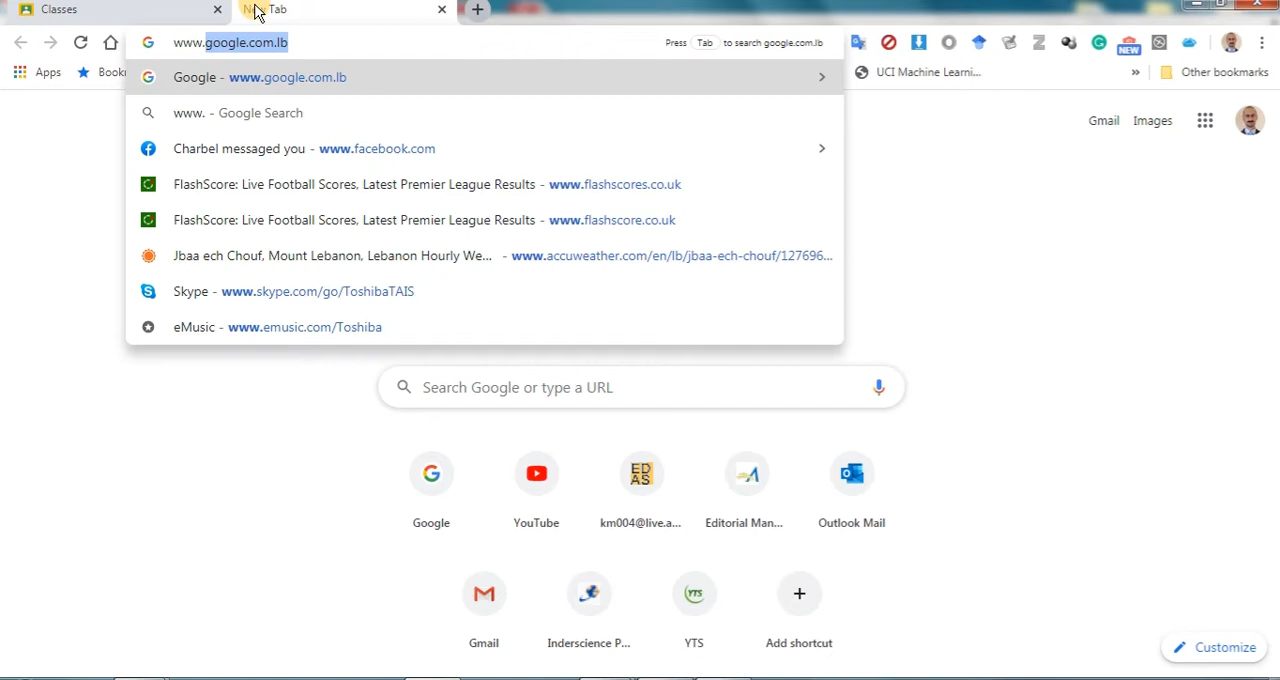 Classes
New Tab
www.google.com.lb
Press Tab to search google.com.lb
NEW
Apps
Book
UCI Machine Learni...
»
Other bookmarks
Google - www.google.com.lb
www. - Google Search
Charbel messaged you - www.facebook.com
FlashScore: Live Football Scores, Latest Premier League Results - www.flashscores.co.uk
FlashScore: Live Football Scores, Latest Premier League Results - www.flashscore.co.uk
Jbaa ech Chouf, Mount Lebanon, Lebanon Hourly We... - www.accuweather.com/en/lb/jbaa-ech-chouf/127696...
Skype - www.skype.com/go/ToshibaTAIS
eMusic - www.emusic.com/Toshiba
Gmail Images
Search Google or type a URL
ED
AS
Google YouTube km004@live.a... Editorial Man... Outlook Mail
YTS
Gmail Inderscience P... YTS Add shortcut
Customize